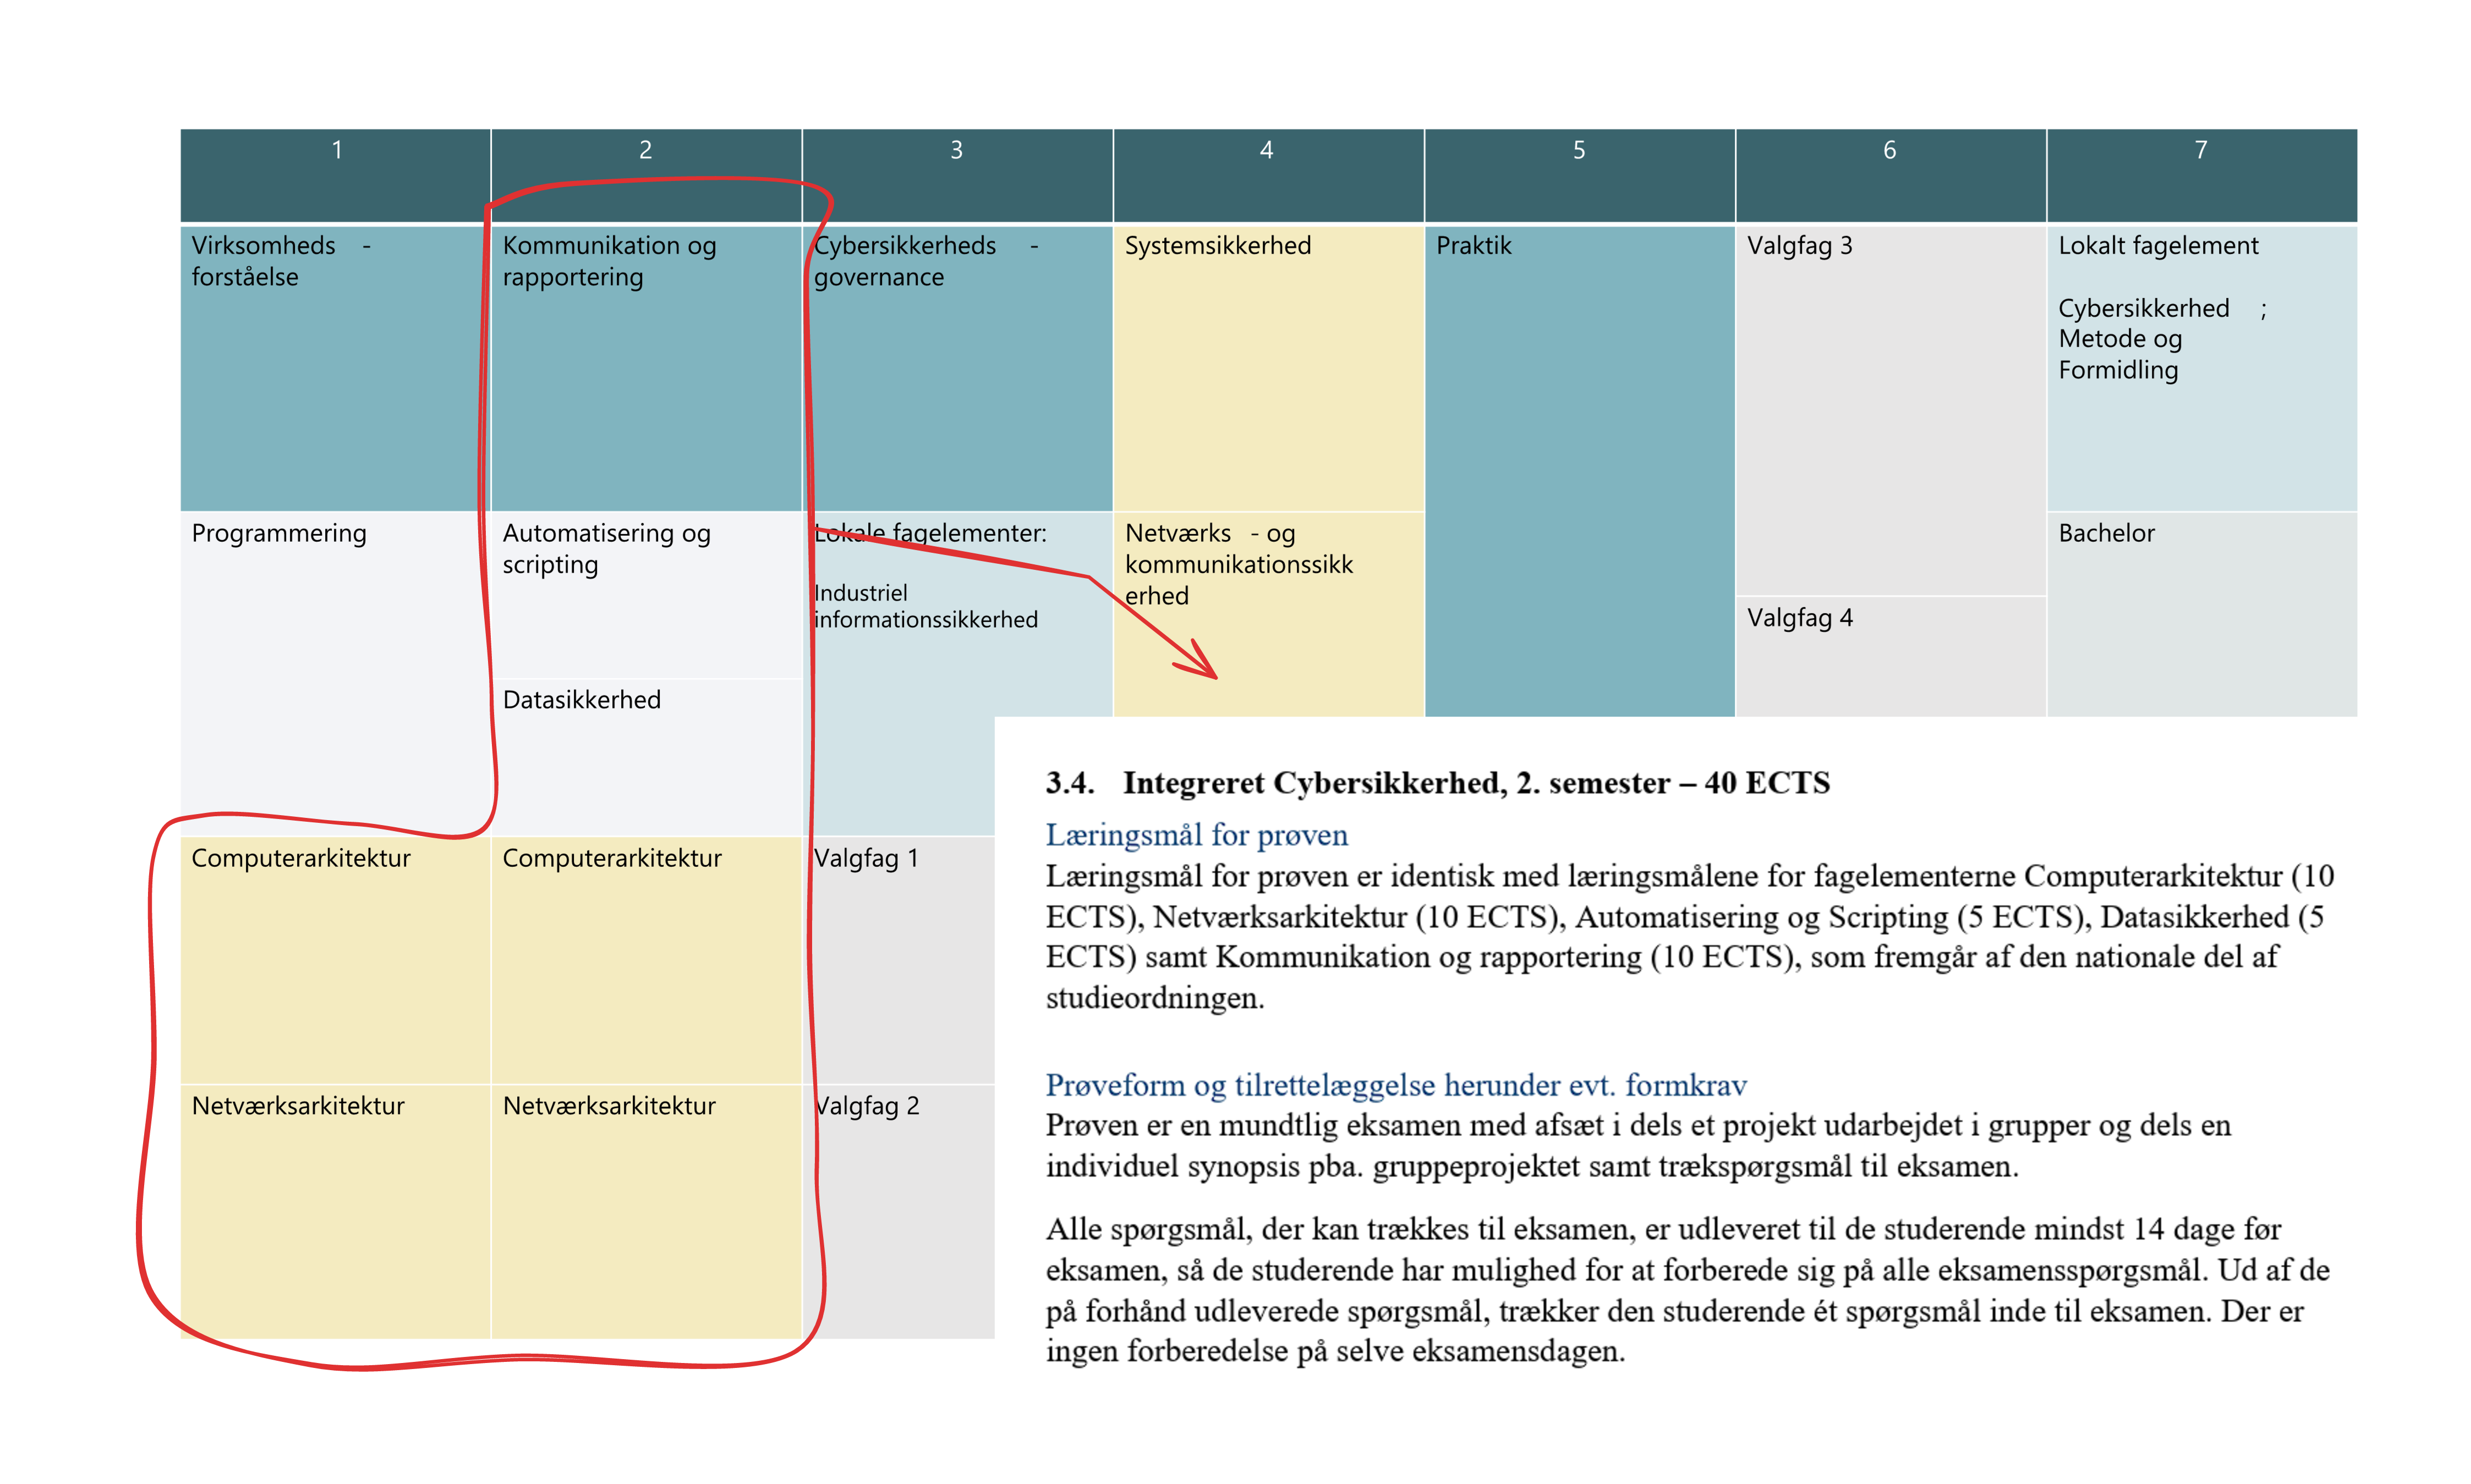 1
2
3
4
5
6
7
Virksomheds -
forståelse
Kommunikation og
rapportering
Cybersikkerheds -
governance
Systemsikkerhed
Praktik
Valgfag 3
Lokalt fagelement
Cybersikkerhed ;
Metode og
Formidling
Programmering
Automatisering og
scripting
Lokale fagelementer:
Industriel
informationssikkerhed
Netværks - og
kommunikationssikk
erhed
Bachelor
Valgfag 4
Datasikkerhed
Computerarkitektur
Computerarkitektur
Valgfag 1
Netværksarkitektur
Netværksarkitektur
Valgfag 2
3.4. Integreret Cybersikkerhed, 2. semester – 40 ECTS
Læringsmål for prøven
Læringsmål for prøven er identisk med læringsmålene for fagelementerne Computerarkitektur (10
ECTS), Netværksarkitektur (10 ECTS), Automatisering og Scripting (5 ECTS), Datasikkerhed (5
ECTS) samt Kommunikation og rapportering (10 ECTS), som fremgår af den nationale del af
studieordningen.
Prøveform og tilrettelæggelse herunder evt. formkrav
Prøven er en mundtlig eksamen med afsæt i dels et projekt udarbejdet i grupper og dels en
individuel synopsis pba. gruppeprojektet samt trækspørgsmål til eksamen.
Alle spørgsmål, der kan trækkes til eksamen, er udleveret til de studerende mindst 14 dage før
eksamen, så de studerende har mulighed for at forberede sig på alle eksamensspørgsmål. Ud af de
på forhånd udleverede spørgsmål, trækker den studerende ét spørgsmål inde til eksamen. Der er
ingen forberedelse på selve eksamensdagen.